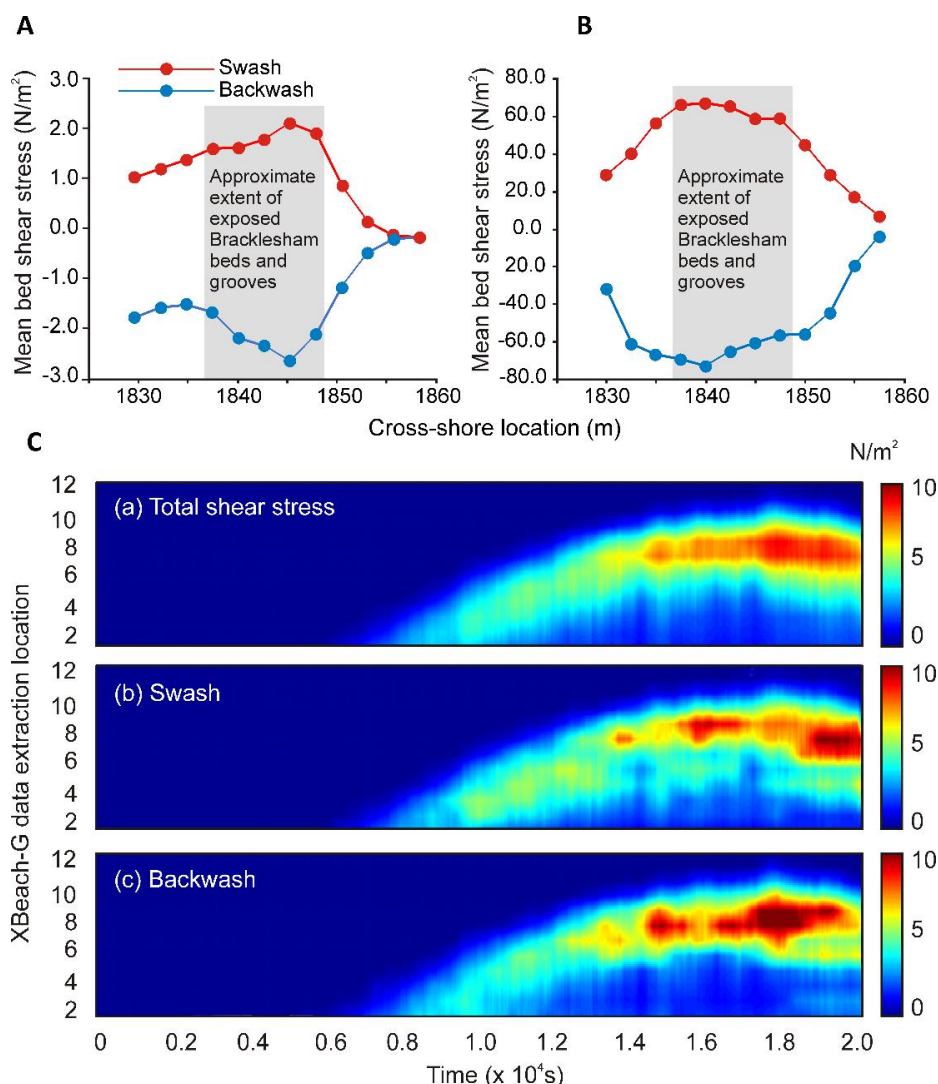 A
B
Swash
Backwash
Mean bed shear stress (N/m²)
3.0
2.0
1.0
0.0
-1.0
-2.0
-3.0
Approximate
extent of
exposed
Bracklesham
beds and
grooves
1830
1840
1850
1860
Mean bed shear stress (N/m²)
80.0
60.0
40.0
20.0
0.0
-20.0
-40.0
-60.0
-80.0
Approximate
extent of
exposed
Bracklesham
beds and
grooves
1830
1840
1850
1860
Cross-shore location (m)
C
N/m²
XBeach-G data extraction location
12
10
8
6
4
2
(a) Total shear stress
10
5
0
12
10
8
6
4
2
(b) Swash
10
5
0
12
10
8
6
4
2
(c) Backwash
10
5
0
0 0.2 0.4 0.6 0.8 1.0 1.2 1.4 1.6 1.8 2.0
Time (x 10⁴s)